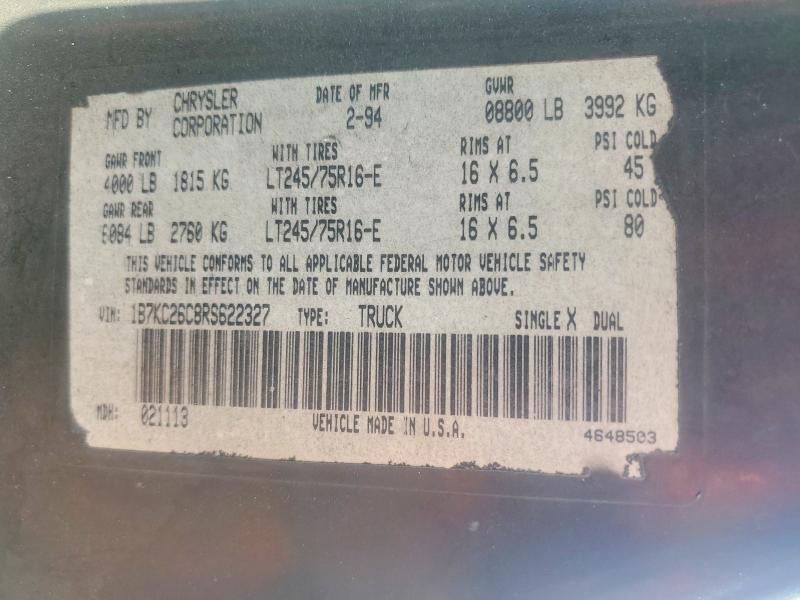 MFD BY CHRYSLER CORPORATION DATE OF MFR 2-94 GVWR 08800 LB 3992 KG
GAWR FRONT WITH TIRES RIMS AT PSI COLD
4000 LB 1815 KG LT245/75R16-E 16 X 6.5 45
GAWR REAR WITH TIRES RIMS AT PSI COLD
6084 LB 2760 KG LT245/75R16-E 16 X 6.5 80
THIS VEHICLE CONFORMS TO ALL APPLICABLE FEDERAL MOTOR VEHICLE SAFETY
STANDARDS IN EFFECT ON THE DATE OF MANUFACTURE SHOWN ABOVE.
VIN: 1B7KC26C8RS622327 TYPE: TRUCK SINGLE X DUAL
MDH: 021113 VEHICLE MADE IN U.S.A. 4648503